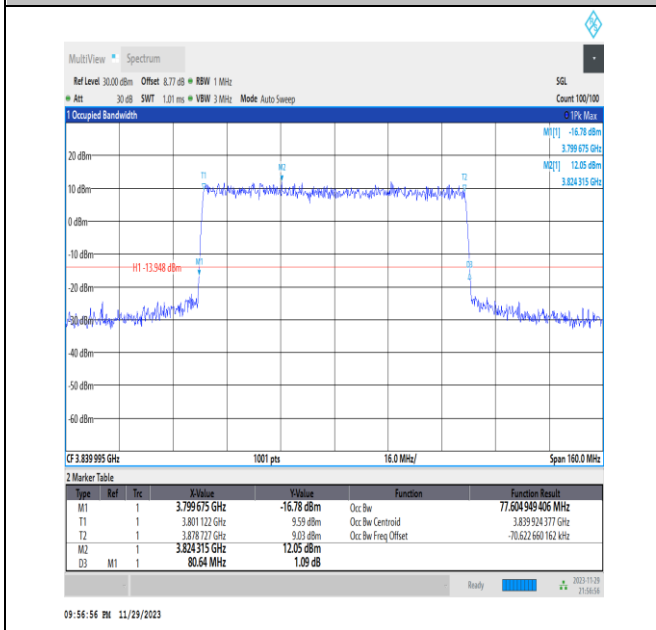 MultiView Spectrum
Ref Level 30.00 dBm Offset 8.77 dB RBW 1 MHz SGL
Att 30 dB SWT 1.01 ms VBW 3 MHz Mode Auto Sweep Count 100/100
1 Occupied Bandwidth 1Pk Max
M1[1] -16.78 dBm
3.799 675 GHz
M2[1] 12.05 dBm
3.824 315 GHz
20 dBm
T1 M2 T2
10 dBm
0 dBm
-10 dBm
M1 D3
H1 -13.948 dBm
-20 dBm
-30 dBm
-40 dBm
-50 dBm
-60 dBm
CF 3.839 995 GHz 1001 pts 16.0 MHz/ Span 160.0 MHz
2 Marker Table
Type Ref Trc X-Value Y-Value Function Function Result
M1 1 3.799 675 GHz -16.78 dBm Occ Bw 77.604 949 406 MHz
T1 1 3.801 122 GHz 9.59 dBm Occ Bw Centroid 3.839 924 377 GHz
T2 1 3.878 727 GHz 9.03 dBm Occ Bw Freq Offset -70.622 660 162 kHz
M2 1 3.824 315 GHz 12.05 dBm
D3 M1 1 80.64 MHz 1.09 dB
Ready 2023-11-29
21:56:56
09:56:56 PM 11/29/2023